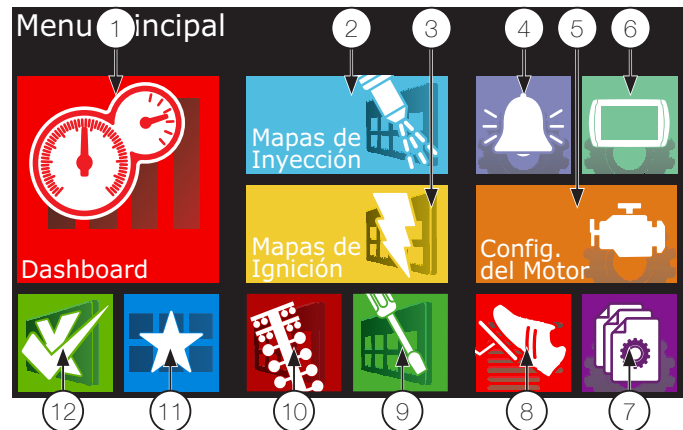 Menu Principal
1
2
3
4
5
6
Mapas de
Inyección
Mapas de
Ignición
Dashboard
Config.
del Motor
12
11
10
9
8
7